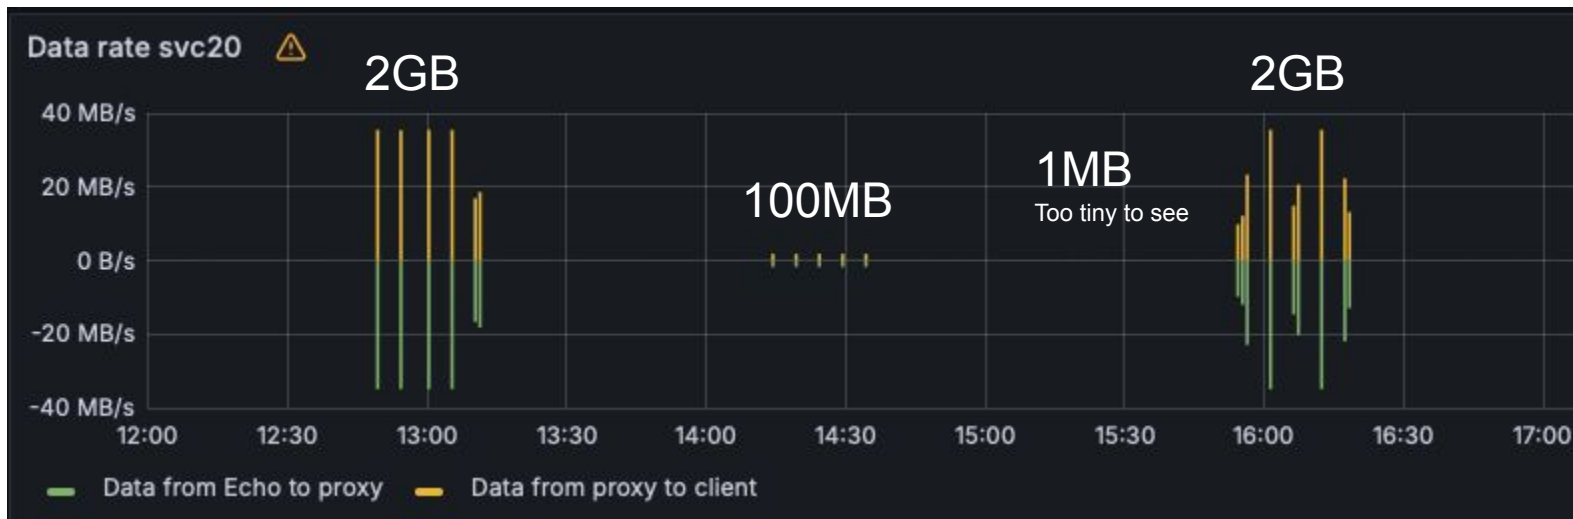 Data rate svc20
2GB
2GB
40 MB/s
1MB
20 MB/s
100MB
Too tiny to see
0 B/s
-20 MB/s
-40 MB/s
12:00 12:30 13:00 13:30 14:00 14:30 15:00 15:30 16:00 16:30 17:00
Data from Echo to proxy Data from proxy to client